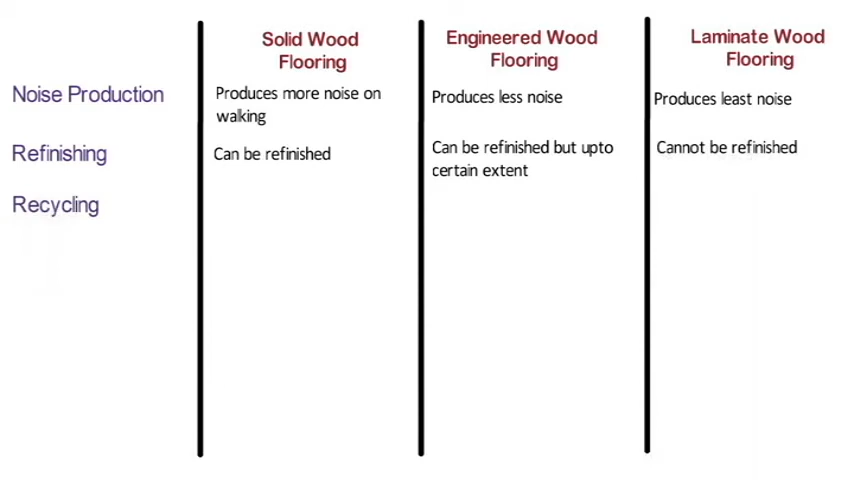 Solid Wood
Flooring
Engineered Wood
Flooring
Laminate Wood
Flooring
Noise Production
Produces more noise on
walking
Produces less noise
Produces least noise
Refinishing
Can be refinished
Can be refinished but upto
certain extent
Cannot be refinished
Recycling